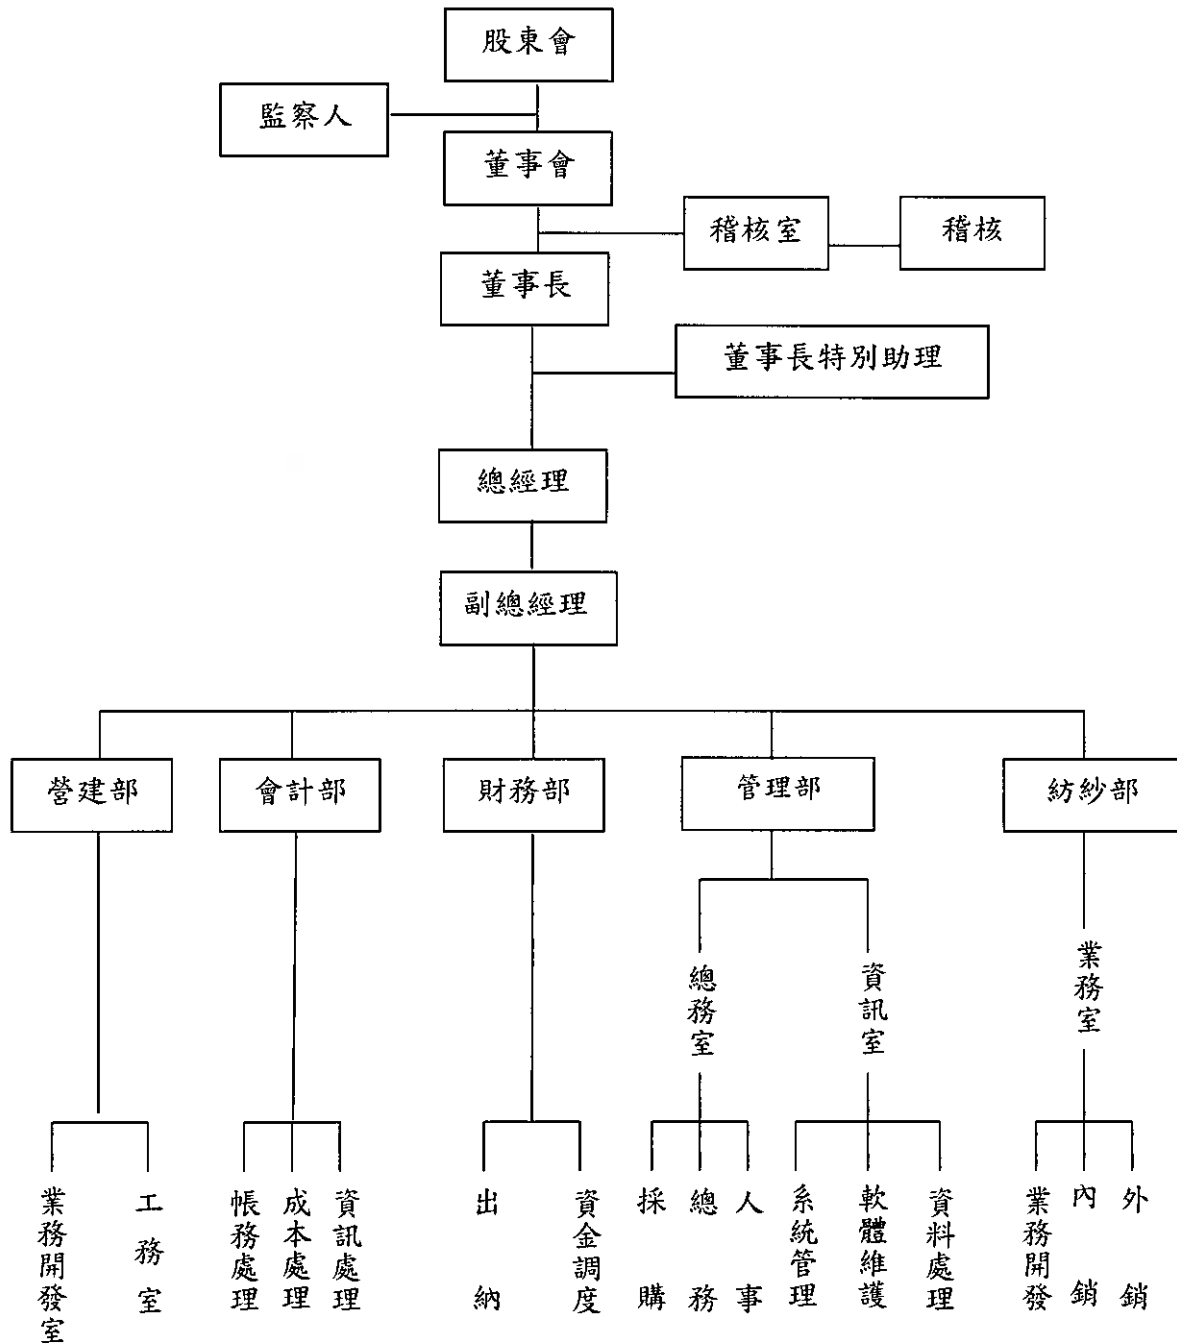 股東會
監察人
董事會
稽核室
稽核
董事長
董事長特別助理
總經理
副總經理
營建部
會計部
財務部
管理部
紡紗部
總務室
資訊室
業務室
業務開發室
工務室
帳務處理
成本處理
資訊處理
出納
資金調度
採購
總務
人事
系統管理
軟體維護
資料處理
業務開發
內銷
外銷